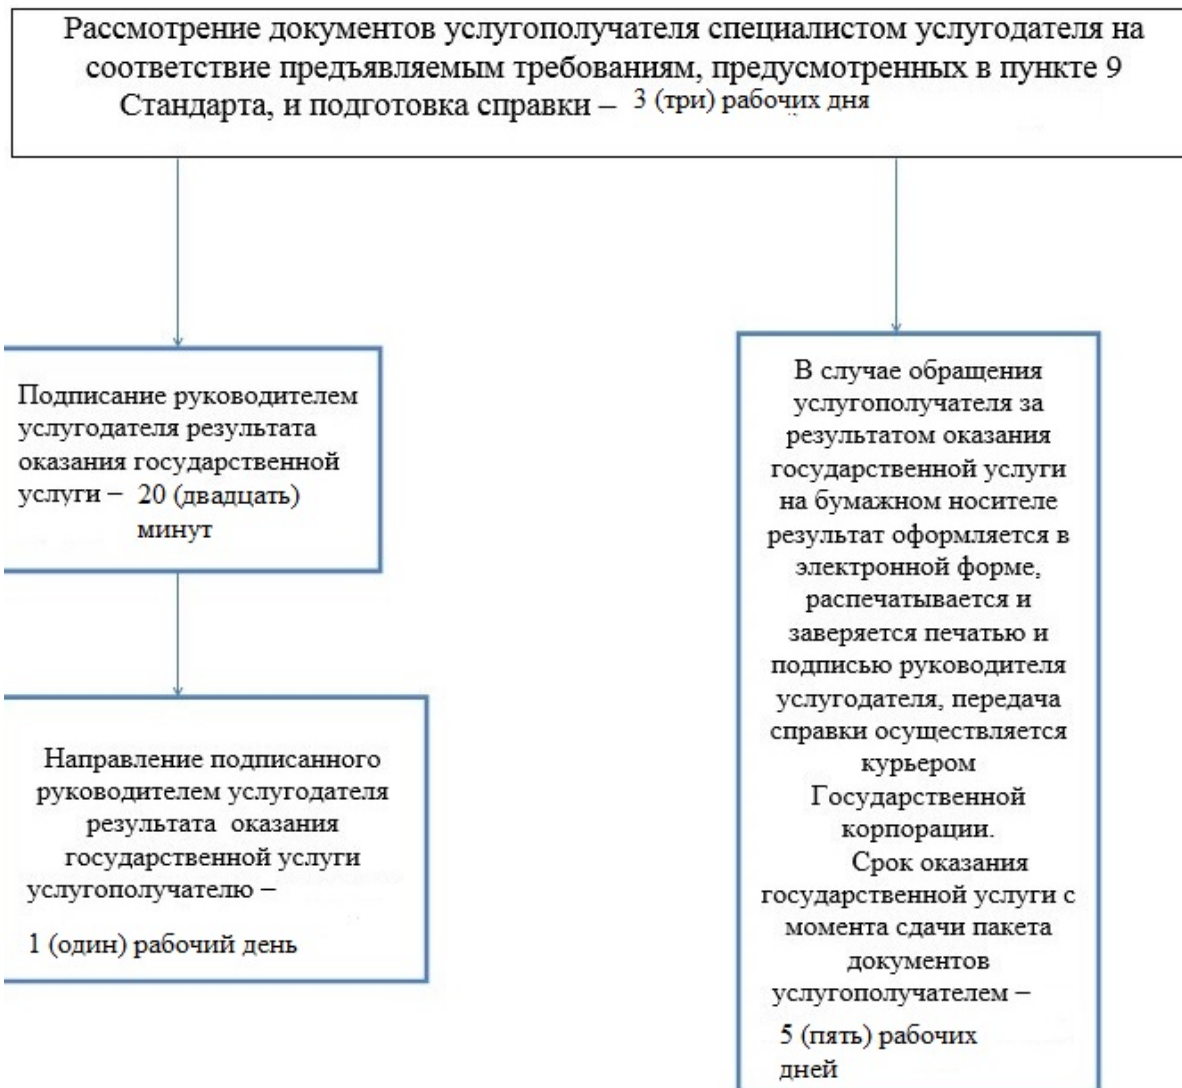 Рассмотрение документов услугополучателя специалистом услугодателя на
соответствие предъявляемым требованиям, предусмотренных в пункте 9
Стандарта, и подготовка справки – 3 (три) рабочих дня
Подписание руководителем
услугодателя результата
оказания государственной
услуги – 20 (двадцать)
минут
Направление подписанного
руководителем услугодателя
результата оказания
государственной услуги
услугополучателю –
1 (один) рабочий день
В случае обращения
услугополучателя за
результатом оказания
государственной услуги
на бумажном носителе
результат оформляется в
электронной форме,
распечатывается и
заверяется печатью и
подписью руководителя
услугодателя, передача
справки осуществляется
курьером
Государственной
корпорации.
Срок оказания
государственной услуги с
момента сдачи пакета
документов
услугополучателем –
5 (пять) рабочих
дней